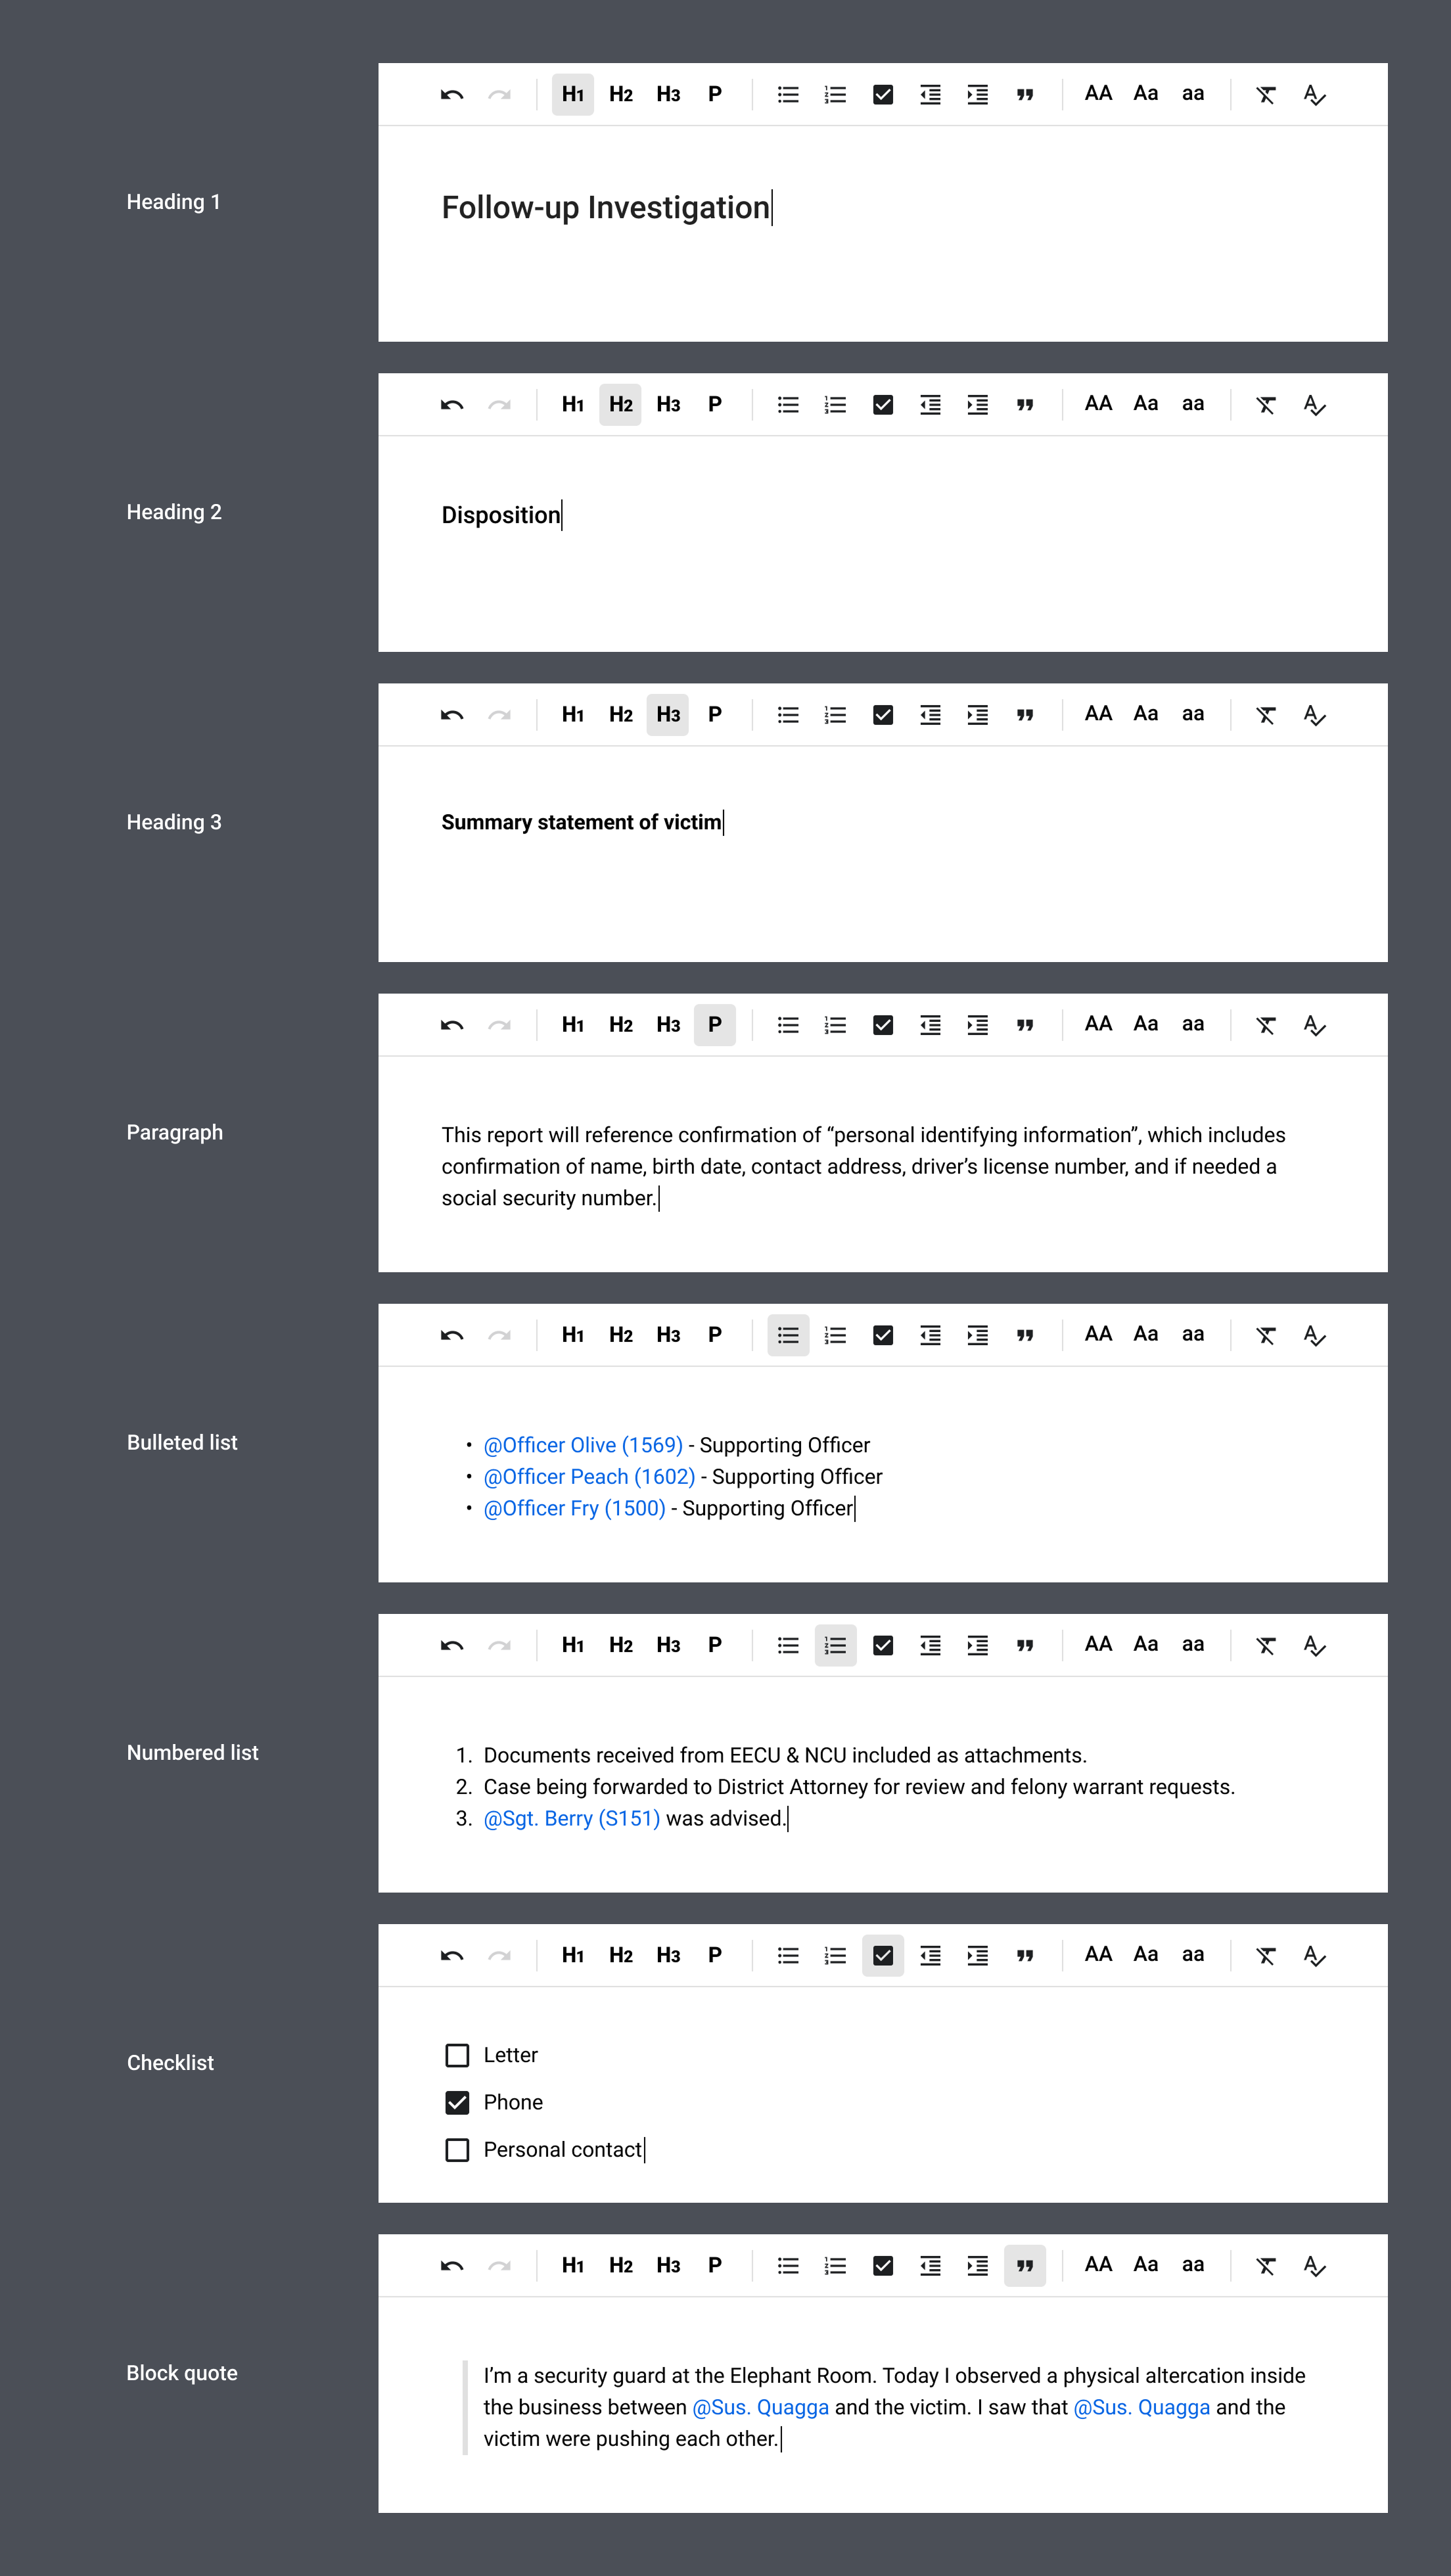 H1 H2 H3 P AA Aa aa
Heading 1
Follow-up Investigation
H1 H2 H3 P AA Aa aa
Heading 2
Disposition
H1 H2 H3 P AA Aa aa
Heading 3
Summary statement of victim
H1 H2 H3 P AA Aa aa
Paragraph
This report will reference confirmation of “personal identifying information”, which includes
confirmation of name, birth date, contact address, driver’s license number, and if needed a
social security number.
H1 H2 H3 P AA Aa aa
Bulleted list
• @Officer Olive (1569) - Supporting Officer
• @Officer Peach (1602) - Supporting Officer
• @Officer Fry (1500) - Supporting Officer
H1 H2 H3 P AA Aa aa
Numbered list
1. Documents received from EECU & NCU included as attachments.
2. Case being forwarded to District Attorney for review and felony warrant requests.
3. @Sgt. Berry (S151) was advised.
H1 H2 H3 P AA Aa aa
Checklist
Letter
Phone
Personal contact
H1 H2 H3 P AA Aa aa
Block quote
I’m a security guard at the Elephant Room. Today I observed a physical altercation inside
the business between @Sus. Quagga and the victim. I saw that @Sus. Quagga and the
victim were pushing each other.